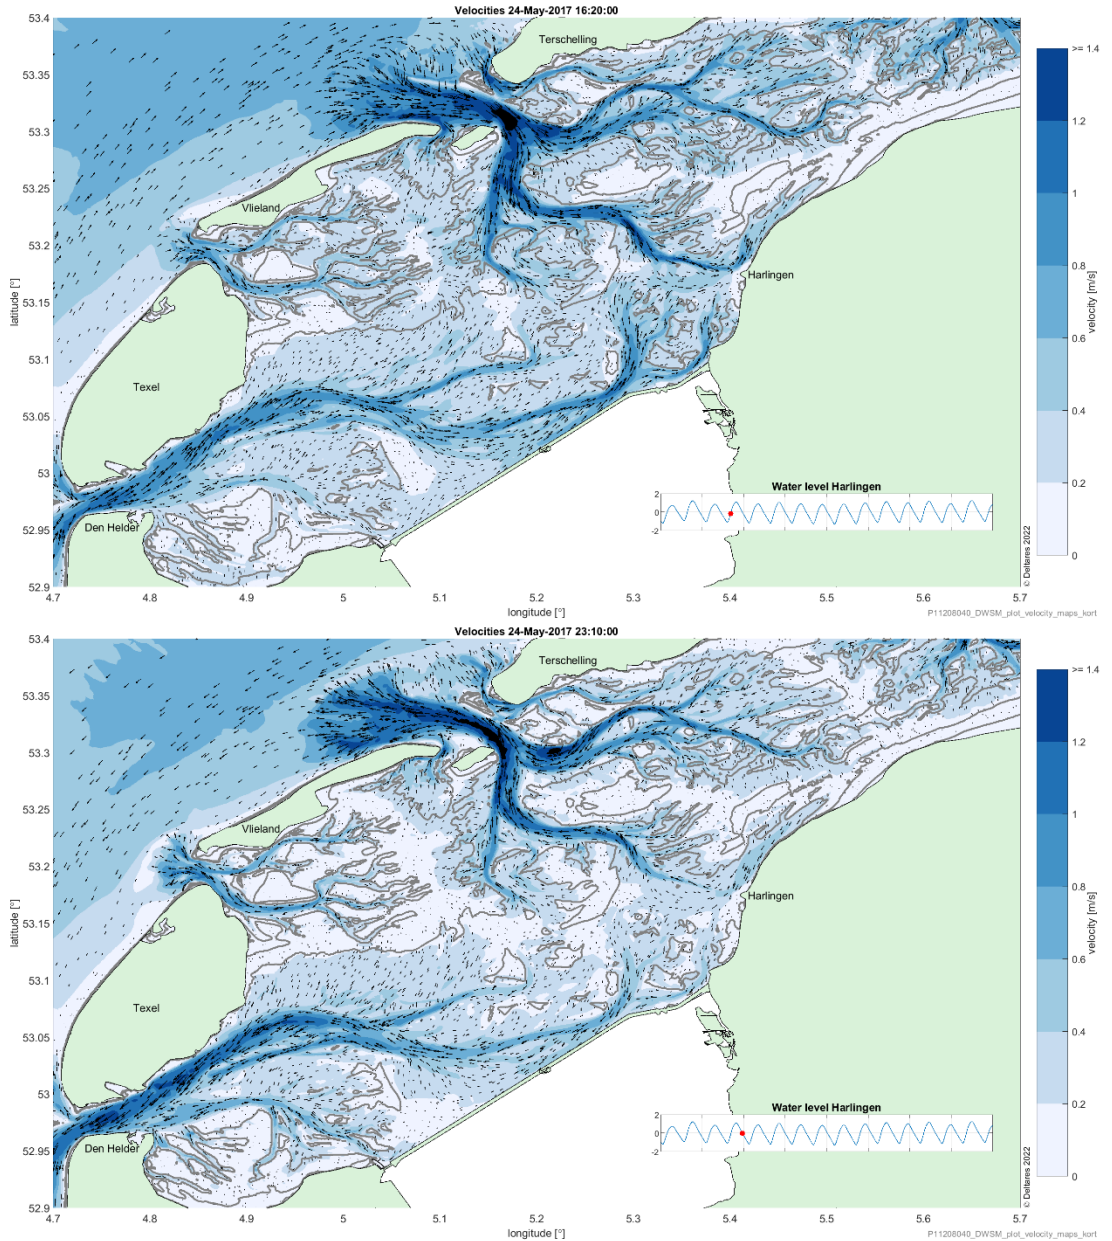 Velocities 24-May-2017 16:20:00
53.4
53.35
53.3
53.25
53.2
53.15
53.1
53.05
53
52.95
52.9
latitude [°]
Terschelling
Vlieland
Harlingen
Texel
Den Helder
Water level Harlingen
2
0
-2
4.7 4.8 4.9 5 5.1 5.2 5.3 5.4 5.5 5.6 5.7
longitude [°]
>= 1.4
1.2
1
0.8
0.6
0.4
0.2
0
velocity [m/s]
© Deltares 2022
P11208040_DWSM_plot_velocity_maps_kort
Velocities 24-May-2017 23:10:00
53.4
53.35
53.3
53.25
53.2
53.15
53.1
53.05
53
52.95
52.9
latitude [°]
Terschelling
Vlieland
Harlingen
Texel
Den Helder
Water level Harlingen
2
0
-2
4.7 4.8 4.9 5 5.1 5.2 5.3 5.4 5.5 5.6 5.7
longitude [°]
>= 1.4
1.2
1
0.8
0.6
0.4
0.2
0
velocity [m/s]
© Deltares 2022
P11208040_DWSM_plot_velocity_maps_kort